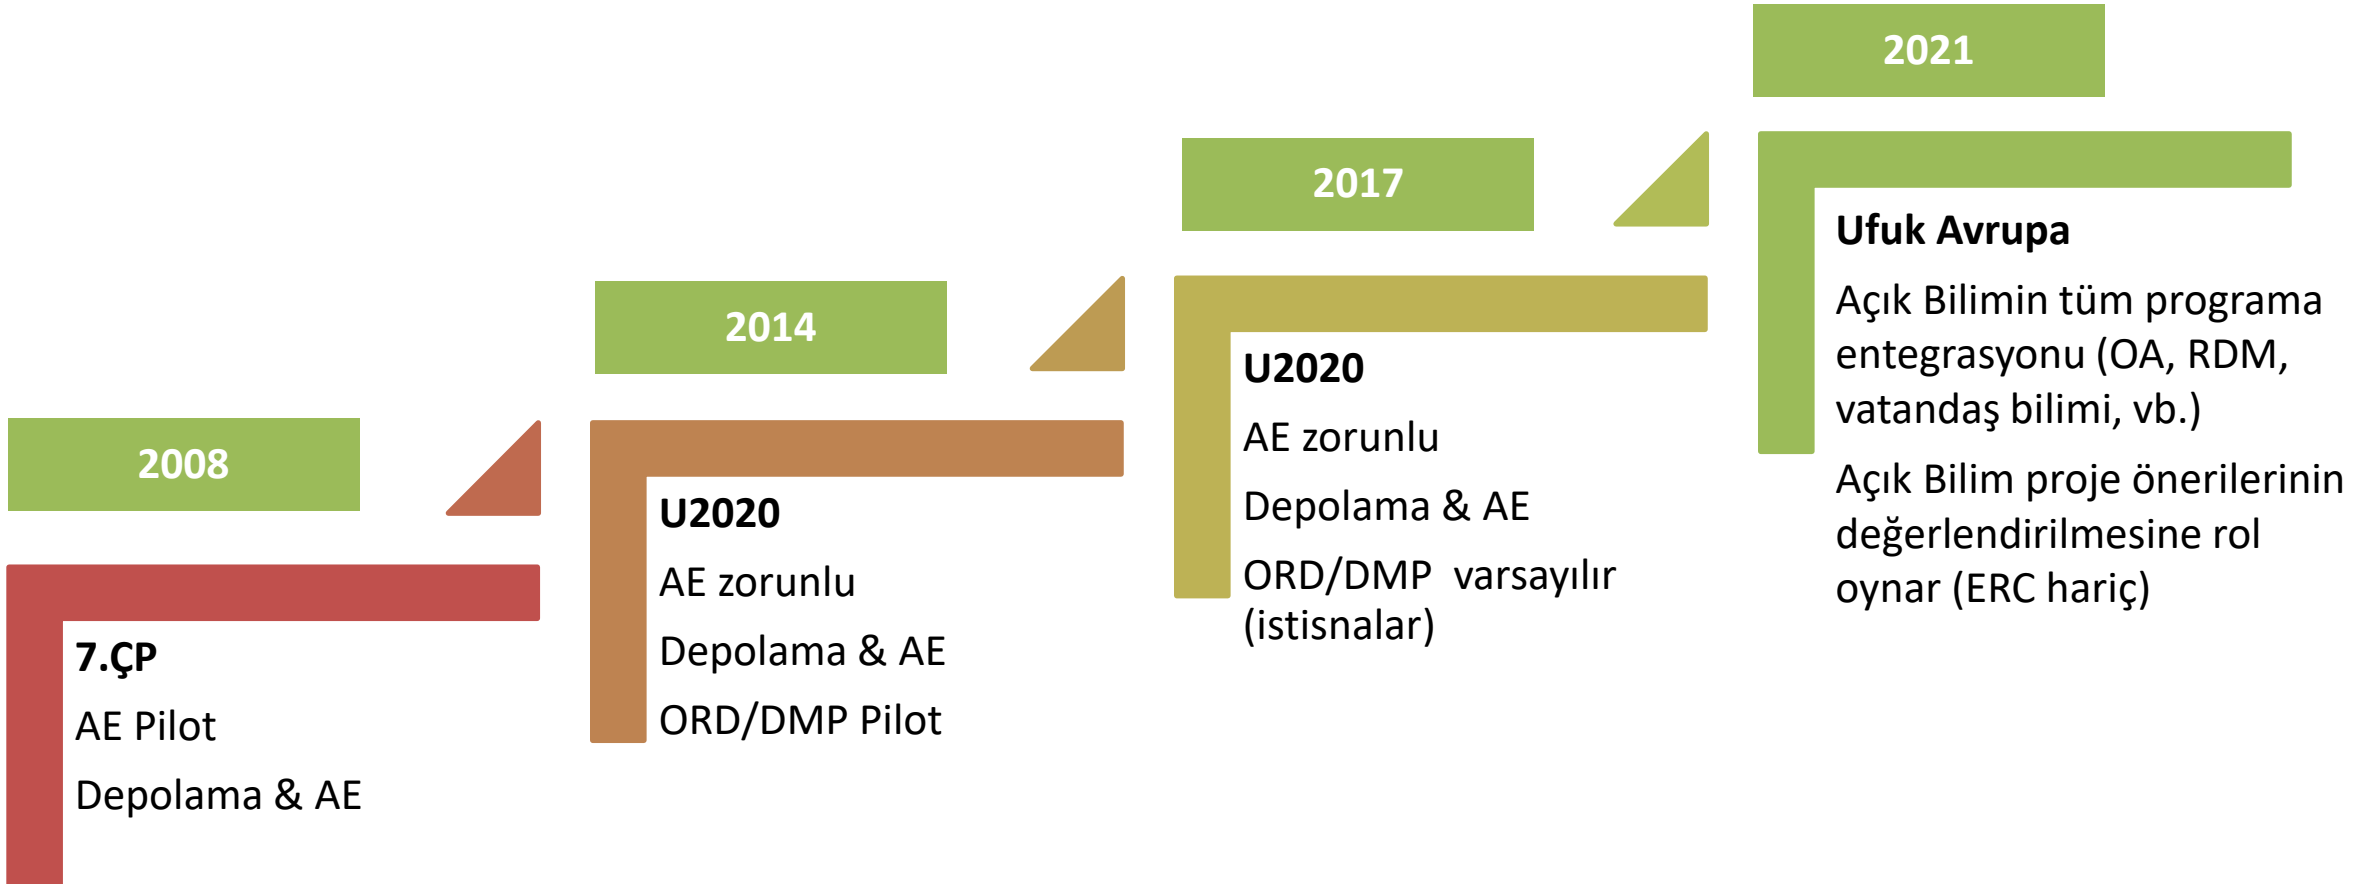 2008
7.ÇP
AE Pilot
Depolama & AE
2014
U2020
AE zorunlu
Depolama & AE
ORD/DMP Pilot
2017
U2020
AE zorunlu
Depolama & AE
ORD/DMP varsayılır
(istisnalar)
2021
Ufuk Avrupa
Açık Bilimin tüm programa
entegrasyonu (OA, RDM,
vatandaş bilimi, vb.)
Açık Bilim proje önerilerinin
değerlendirilmesine rol
oynar (ERC hariç)